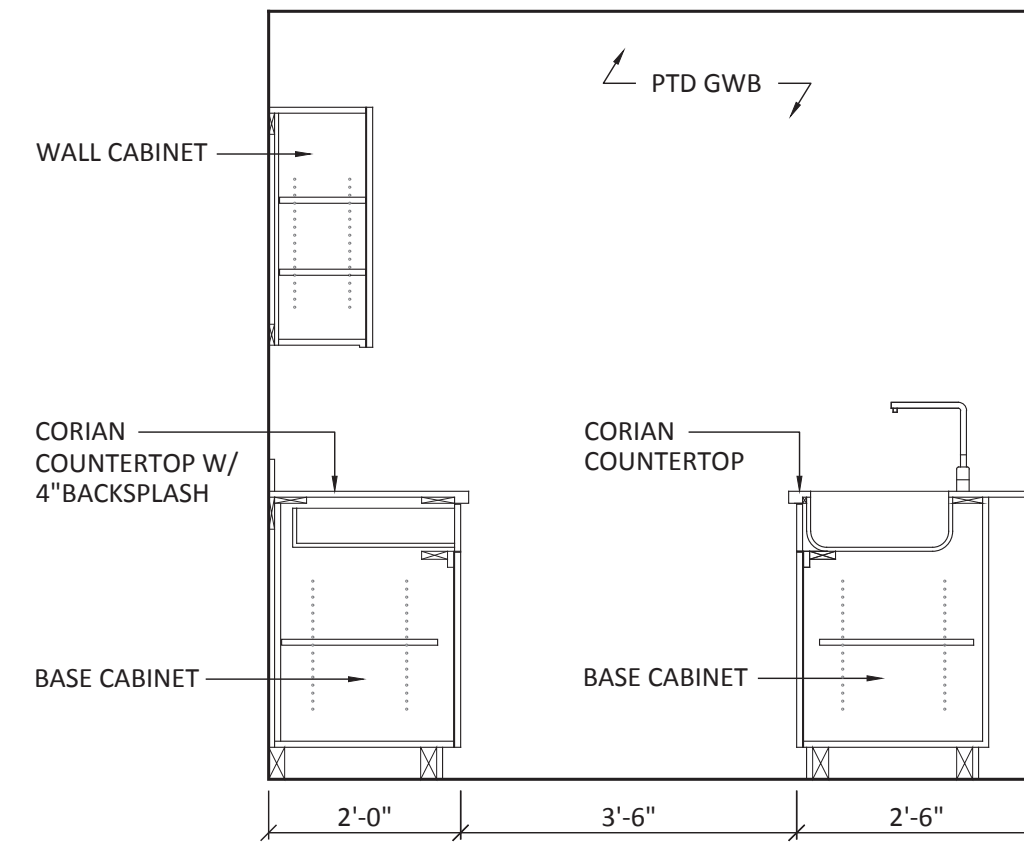 PTD GWB
WALL CABINET
CORIAN
COUNTERTOP W/
4"BACKSPLASH
CORIAN
COUNTERTOP
BASE CABINET
BASE CABINET
2'-0"
3'-6"
2'-6"